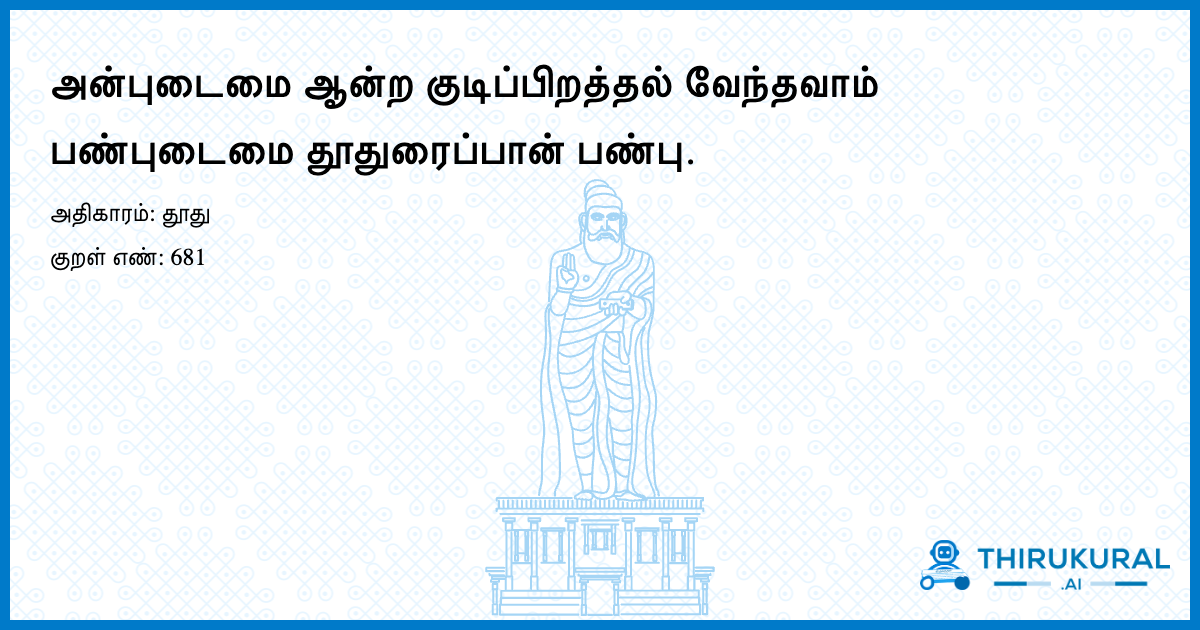 அன்புடைமை ஆன்ற குடிப்பிறத்தல் வேந்தவாம்
பண்புடைமை தூதுரைப்பான் பண்பு.
அதிகாரம்: தூது
குறள் எண்: 681
THIRUKURAL
.AI